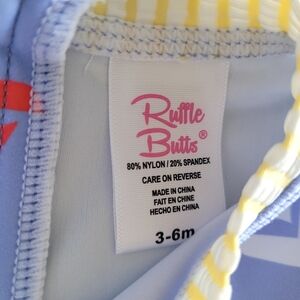 Ruffle
Butts®
80% NYLON / 20% SPANDEX
CARE ON REVERSE
MADE IN CHINA
FAIT EN CHINE
HECHO EN CHINA
3-6m